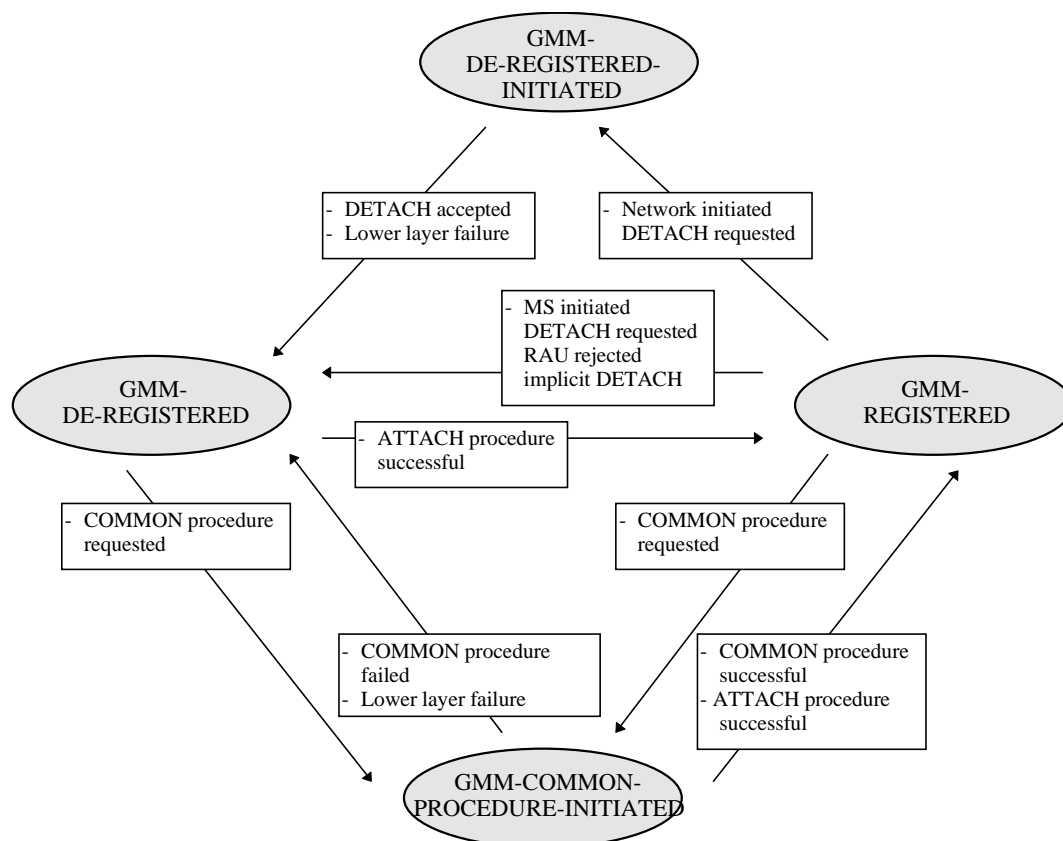 GMM-
DE-REGISTERED-
INITIATED
- DETACH accepted
- Lower layer failure
- Network initiated
DETACH requested
- MS initiated
DETACH requested
RAU rejected
implicit DETACH
GMM-
DE-REGISTERED
GMM-
REGISTERED
- ATTACH procedure
successful
- COMMON procedure
requested
- COMMON procedure
requested
- COMMON procedure
failed
- Lower layer failure
- COMMON procedure
successful
- ATTACH procedure
successful
GMM-COMMON-
PROCEDURE-INITIATED